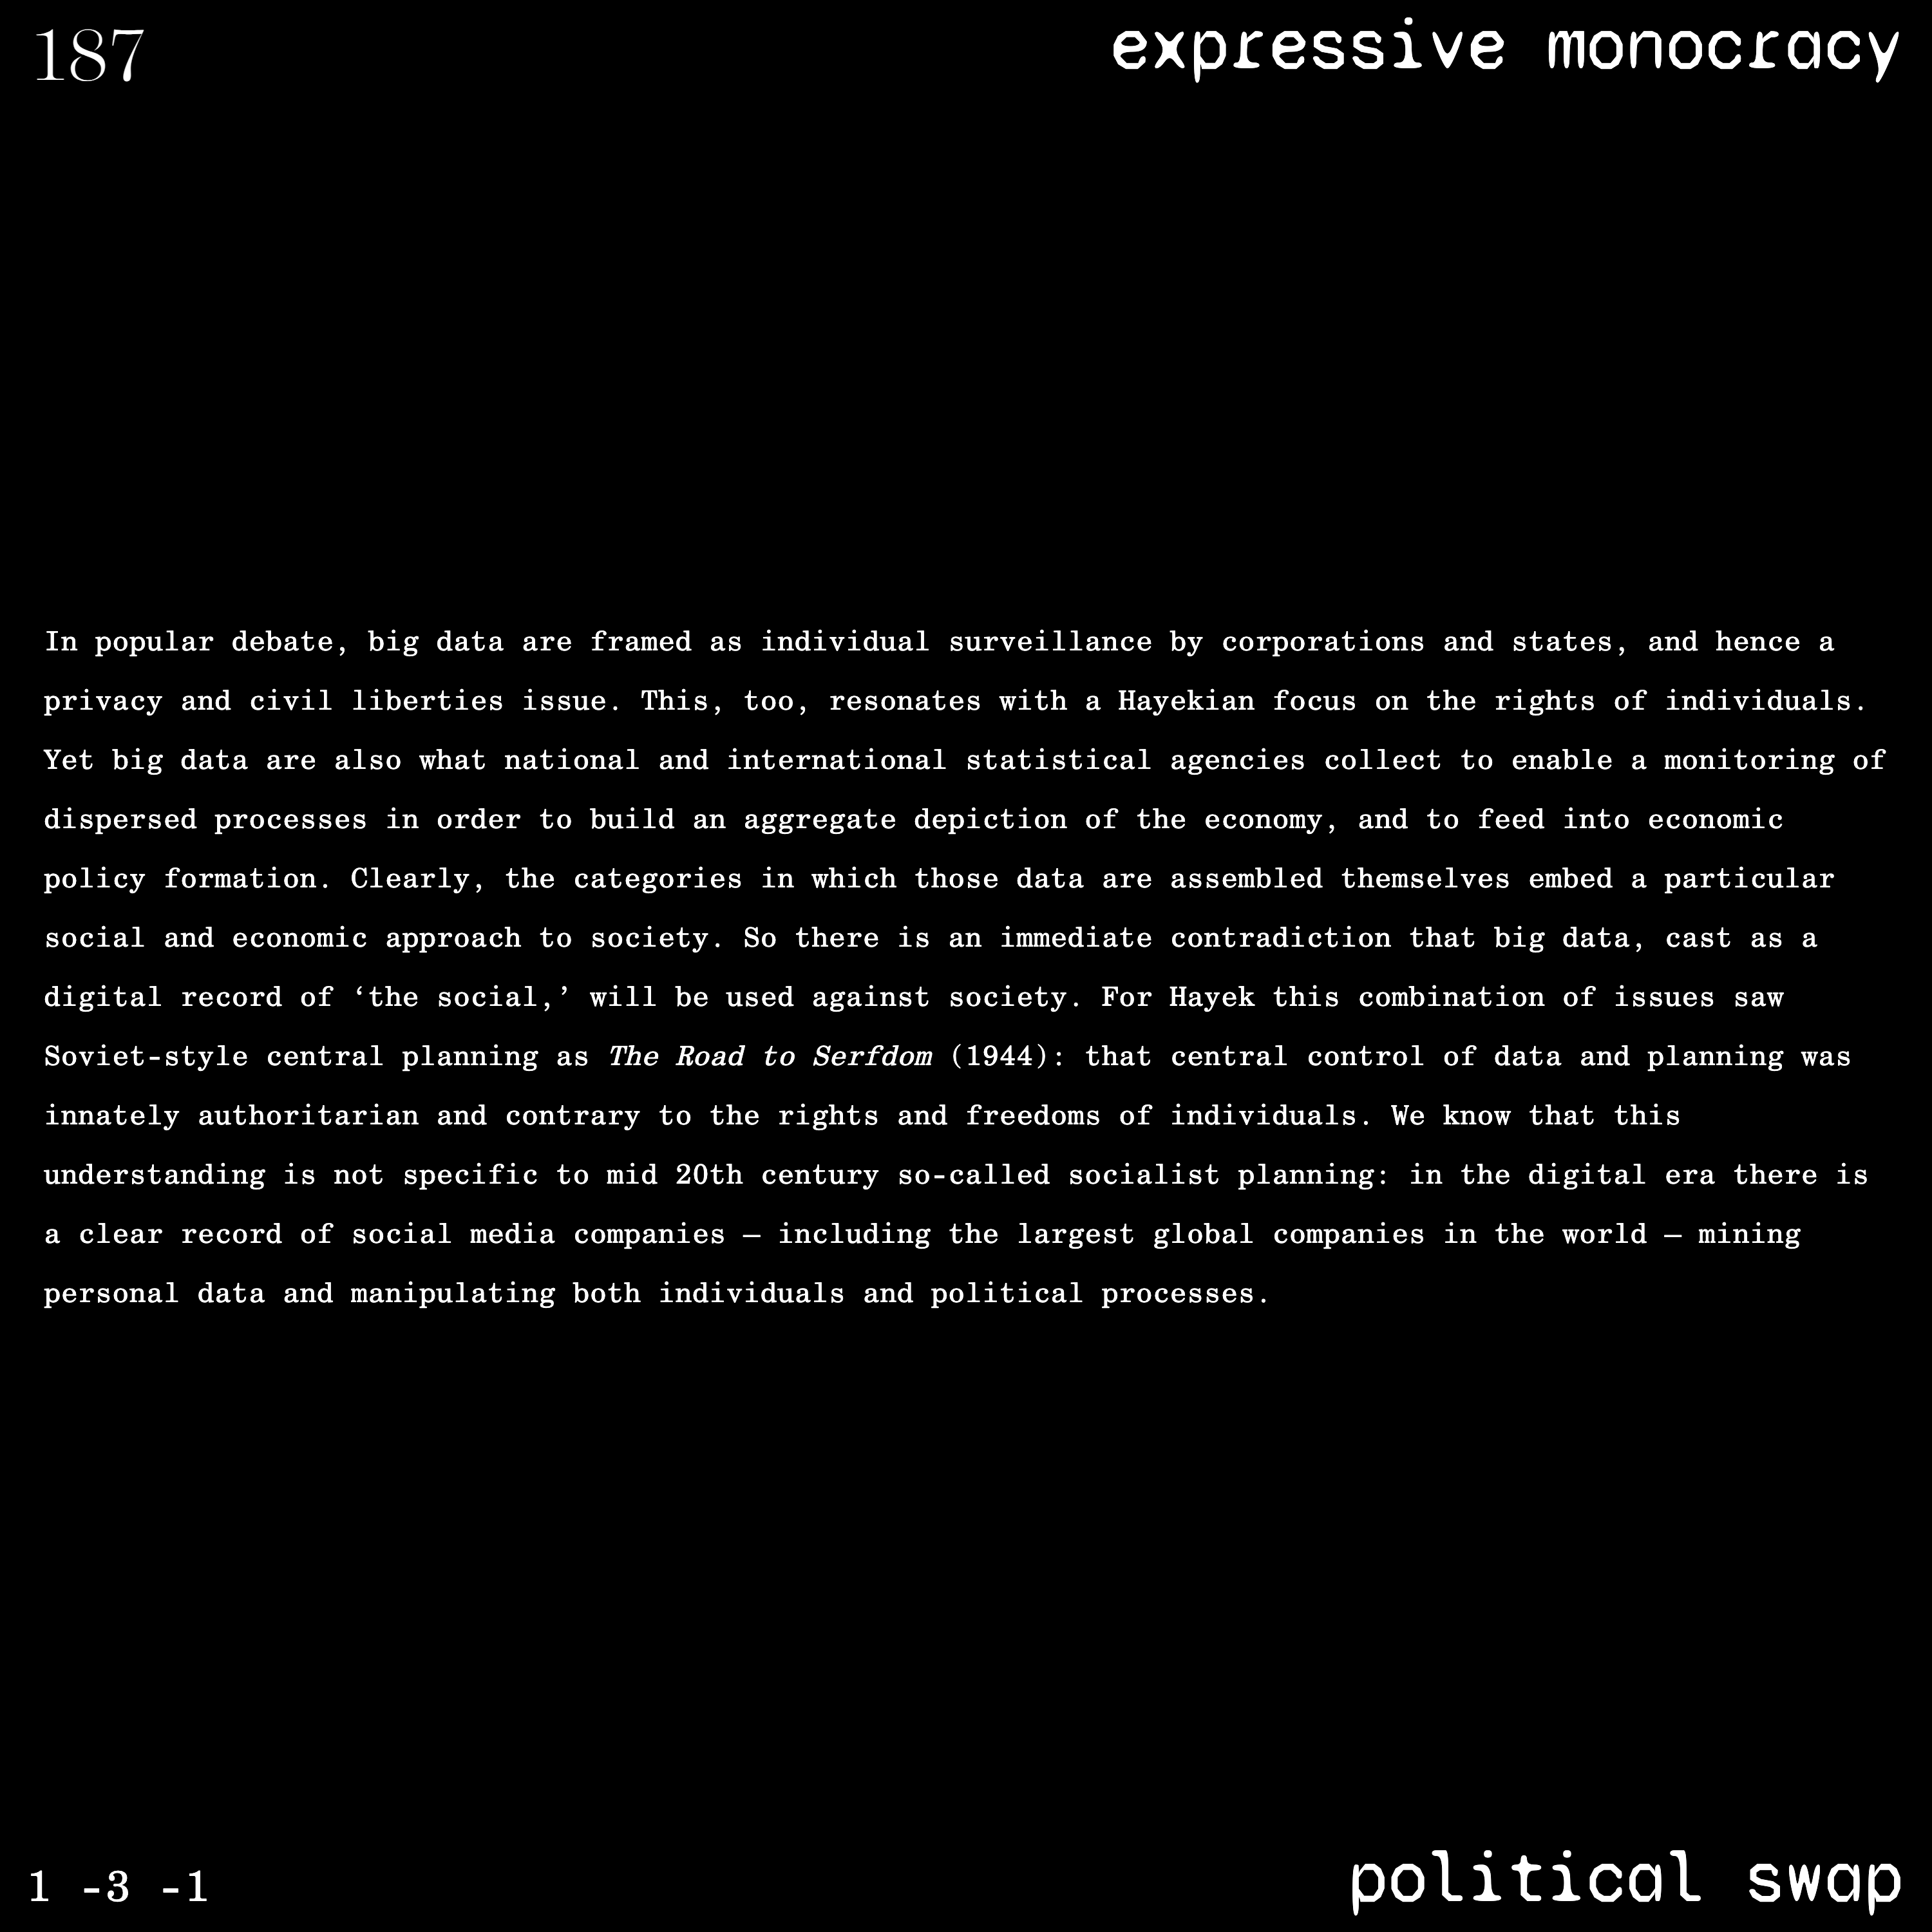 187
expressive monocracy
In popular debate, big data are framed as individual surveillance by corporations and states, and hence a
privacy and civil liberties issue. This, too, resonates with a Hayekian focus on the rights of individuals.
Yet big data are also what national and international statistical agencies collect to enable a monitoring of
dispersed processes in order to build an aggregate depiction of the economy, and to feed into economic
policy formation. Clearly, the categories in which those data are assembled themselves embed a particular
social and economic approach to society. So there is an immediate contradiction that big data, cast as a
digital record of ‘the social,’ will be used against society. For Hayek this combination of issues saw
Soviet-style central planning as The Road to Serfdom (1944): that central control of data and planning was
innately authoritarian and contrary to the rights and freedoms of individuals. We know that this
understanding is not specific to mid 20th century so-called socialist planning: in the digital era there is
a clear record of social media companies — including the largest global companies in the world — mining
personal data and manipulating both individuals and political processes.
1 -3 -1
political swap